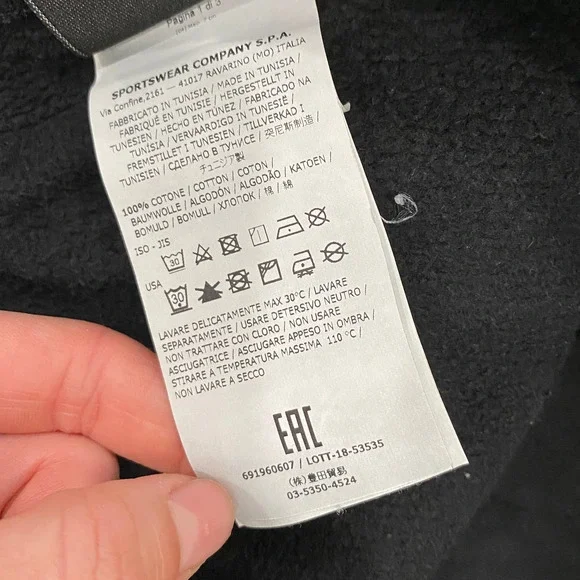 Pagina 1 di 3
SPORTSWEAR COMPANY S.P.A.
Via Confine,2161 – 41017 RAVARINO (MO) ITALIA
FABBRICATO IN TUNISIA / MADE IN TUNISIA /
FABRIQUÉ EN TUNISIE / HERGESTELLT IN
TUNESIEN / HECHO EN TÚNEZ / FABRICADO NA
TUNÍSIA / VERVAARDIGD IN TUNESIË /
FREMSTILLET I TUNESIEN / TILLVERKAD I
TUNISIEN / СДЕЛАНО В ТУНИСЕ / 突尼斯制造 /
チュニジア製
100% COTONE / COTTON / COTON /
BAUMWOLLE / ALGODÓN / ALGODÃO / KATOEN /
BOMULD / BOMULL / ХЛОПОК / 棉 / 綿
ISO – JIS
30
USA
30
LAVARE DELICATAMENTE MAX 30°C / LAVARE
SEPARATAMENTE / USARE DETERSIVO NEUTRO /
NON TRATTARE CON CLORO / NON USARE
ASCIUGATRICE / ASCIUGARE APPESO IN OMBRA /
STIRARE A TEMPERATURA MASSIMA 110 °C /
NON LAVARE A SECCO
EAC
691960607 / LOTT-18-53535
(株) 豊田貿易
03-5350-4524